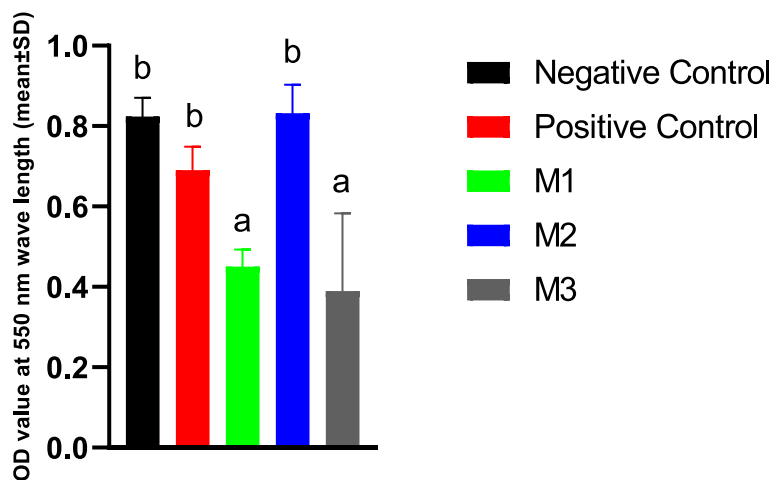 OD value at 550 nm wave length (mean±SD)
1.0
0.8
0.6
0.4
0.2
0.0
b
b
a
b
a
Negative Control
Positive Control
M1
M2
M3